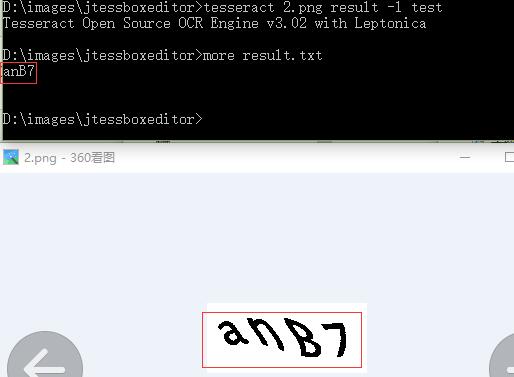 D:\images\jtessboxeditor>tesseract 2.png result -l test
Tesseract Open Source OCR Engine v3.02 with Leptonica
D:\images\jtessboxeditor>more result.txt
anB7
D:\images\jtessboxeditor>
2.png - 360看图
anB7